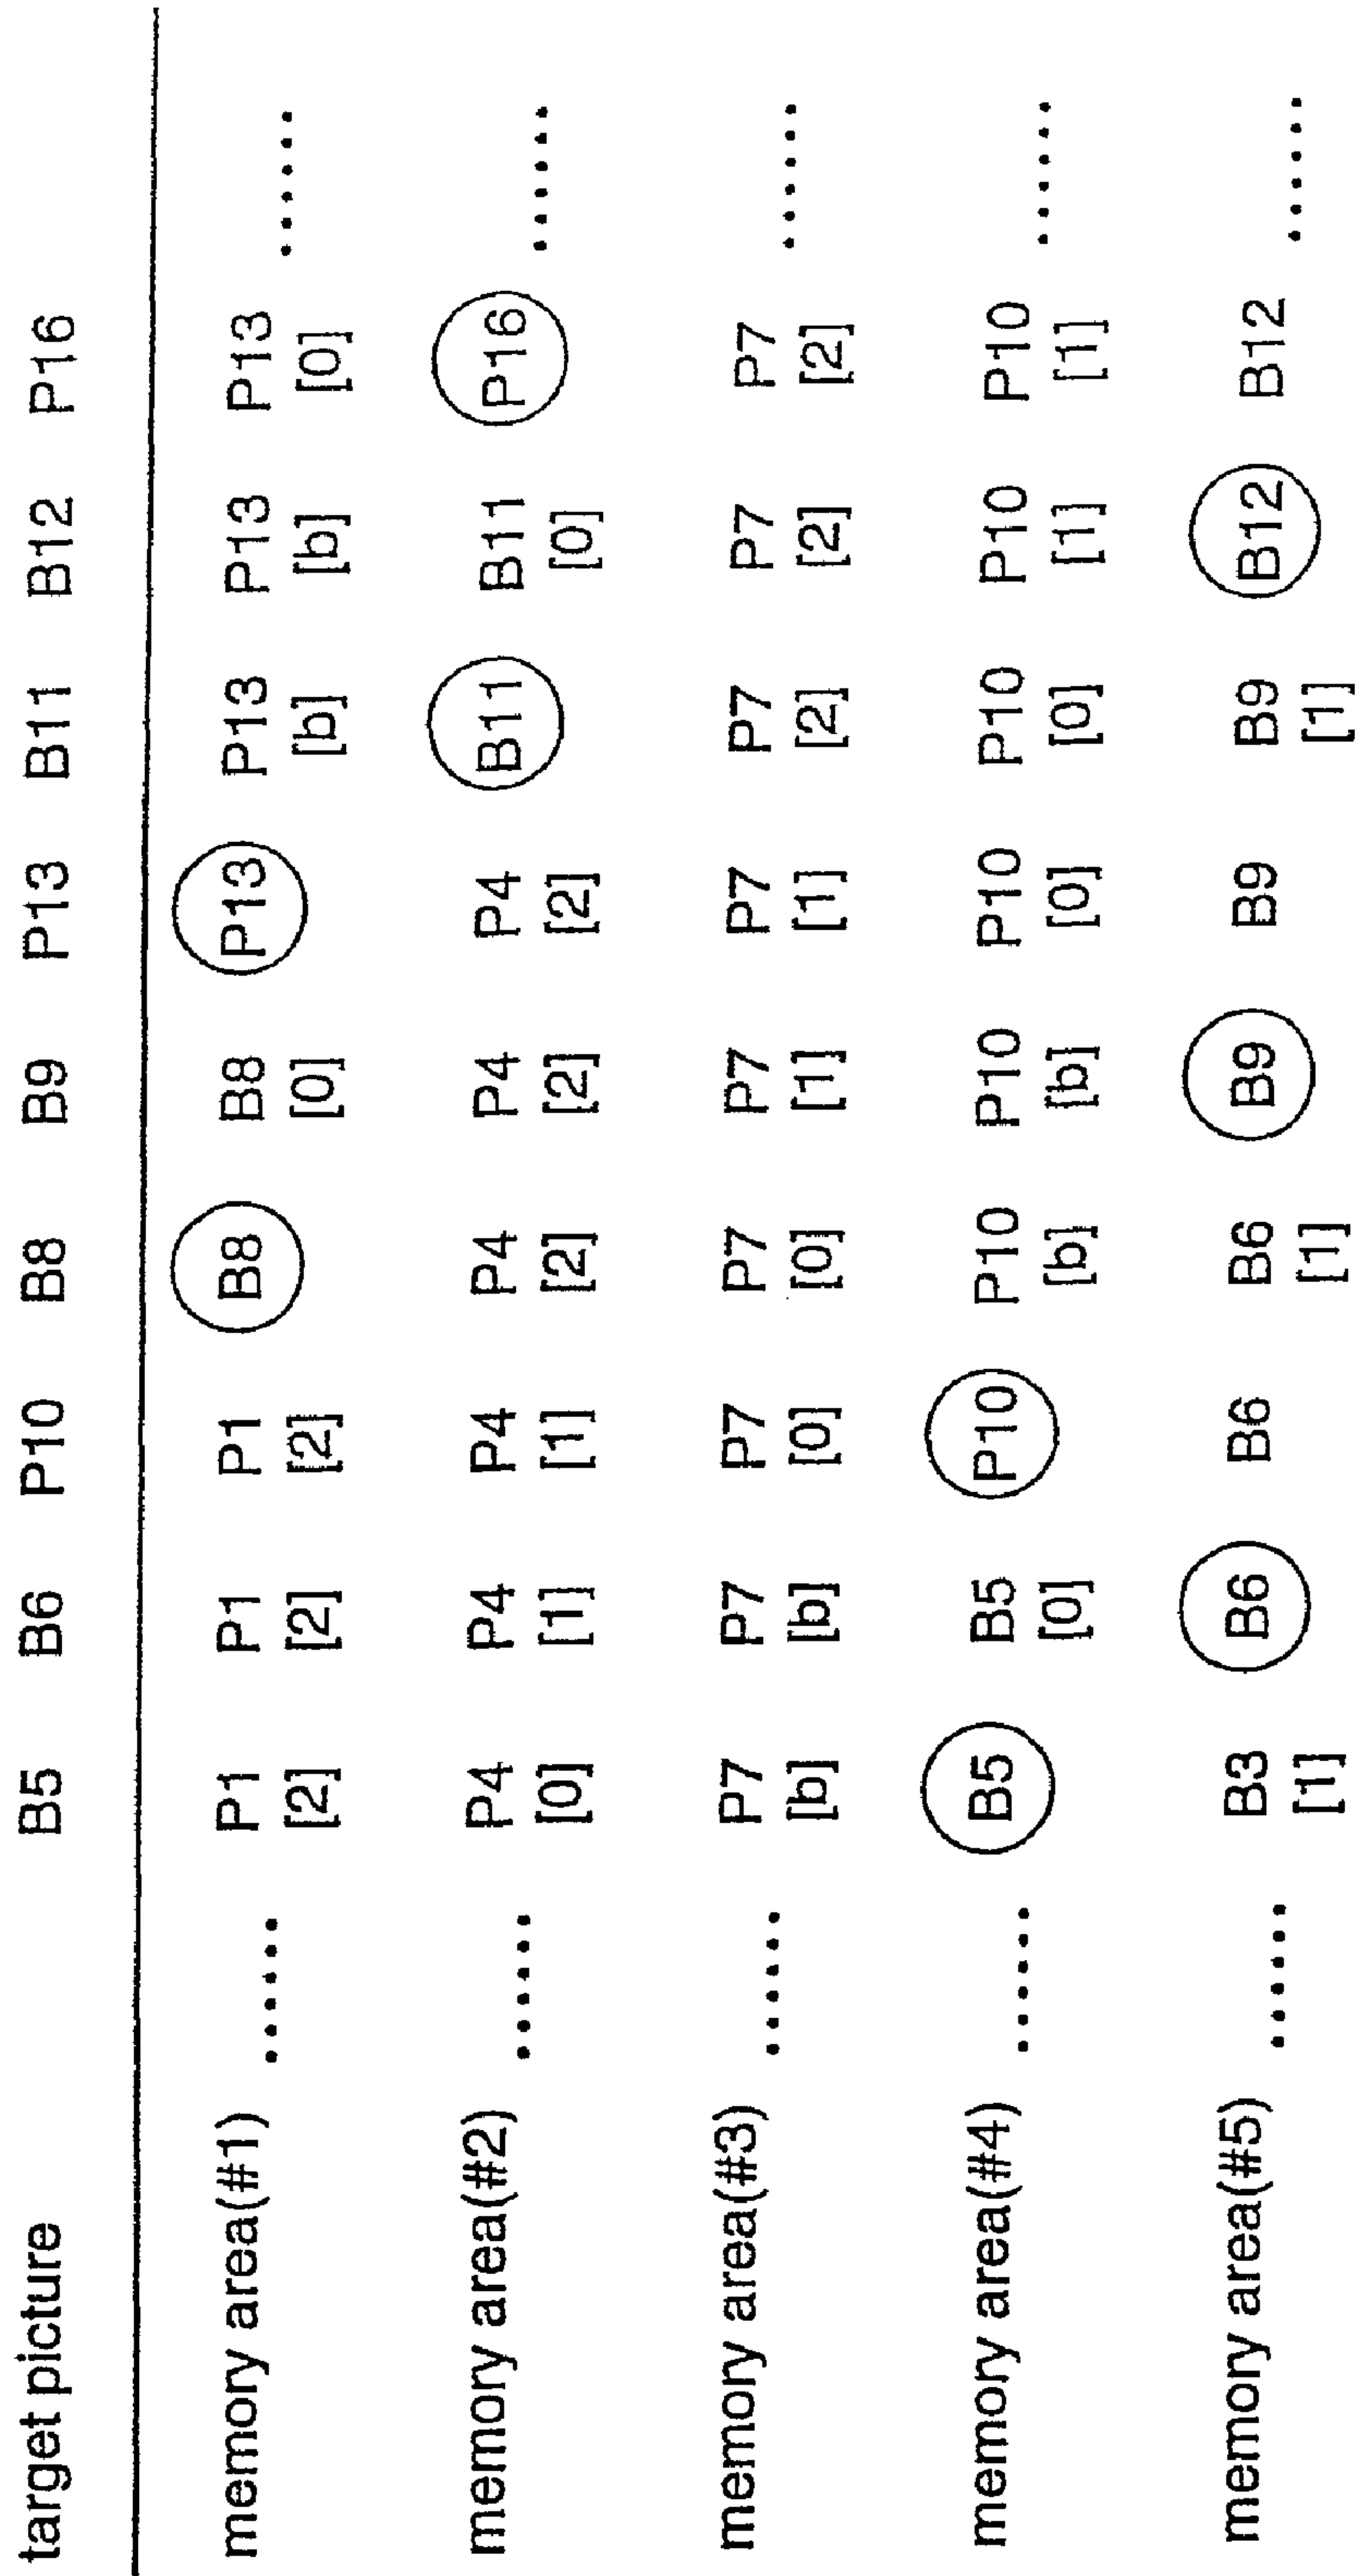 target picture B5 B6 P10 B8 B9 P13 B11 B12 P16
memory area(#1) ...... P1 P1 P1 B8 B8 P13 P13 P13 P13 ......
[2] [2] [2] [0] [b] [b] [0]
memory area(#2) ...... P4 P4 P4 P4 P4 P4 B11 B11 P16 ......
[0] [1] [1] [2] [2] [2] [0]
memory area(#3) ...... P7 P7 P7 P7 P7 P7 P7 P7 P7 ......
[b] [b] [0] [0] [1] [1] [2] [2] [2]
memory area(#4) ...... B5 B5 P10 P10 P10 P10 P10 P10 P10 ......
[0] [b] [b] [0] [0] [1] [1]
memory area(#5) ...... B3 B6 B6 B6 B9 B9 B9 B12 B12 ......
[1] [1] [1]